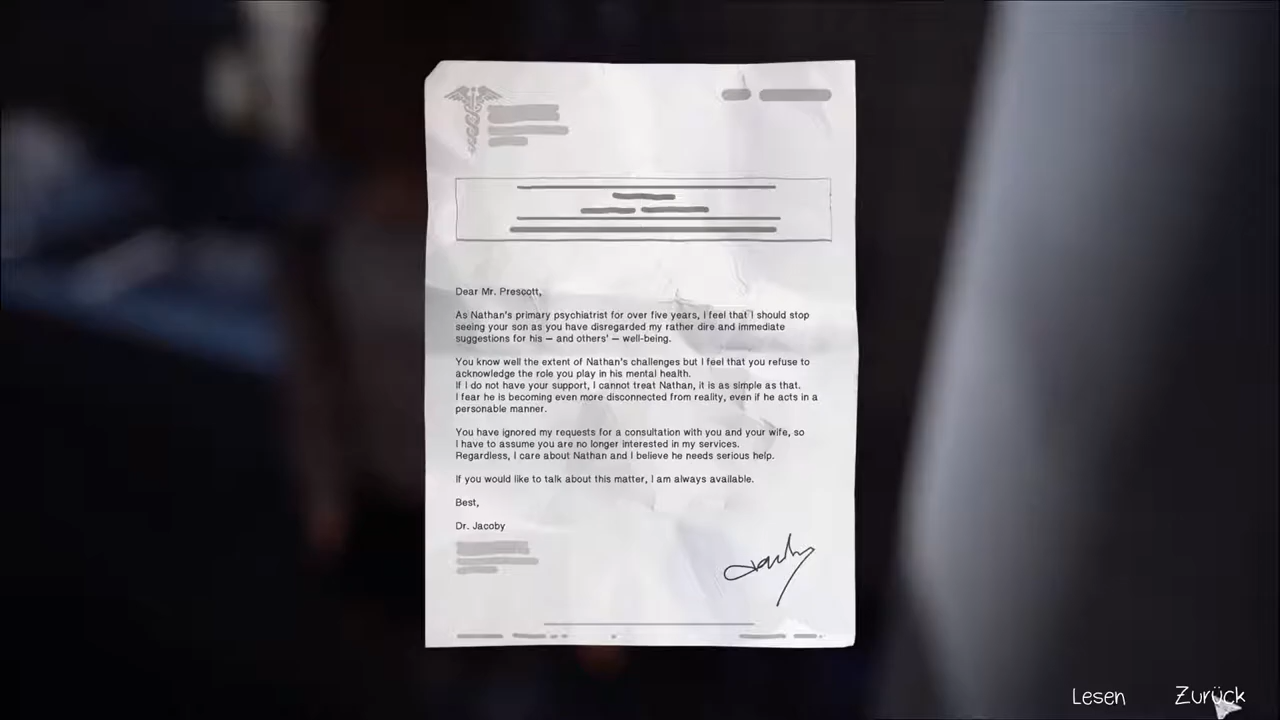 Dear Mr. Prescott,
As Nathan's primary psychiatrist for over five years, I feel that I should stop
seeing your son as you have disregarded my rather dire and immediate
suggestions for his — and others' — well-being.
You know well the extent of Nathan's challenges but I feel that you refuse to
acknowledge the role you play in his mental health.
If I do not have your support, I cannot treat Nathan, it is as simple as that.
I fear he is becoming even more disconnected from reality, even if he acts in a
personable manner.
You have ignored my requests for a consultation with you and your wife, so
I have to assume you are no longer interested in my services.
Regardless, I care about Nathan and I believe he needs serious help.
If you would like to talk about this matter, I am always available.
Best,
Dr. Jacoby
Lesen Zurück